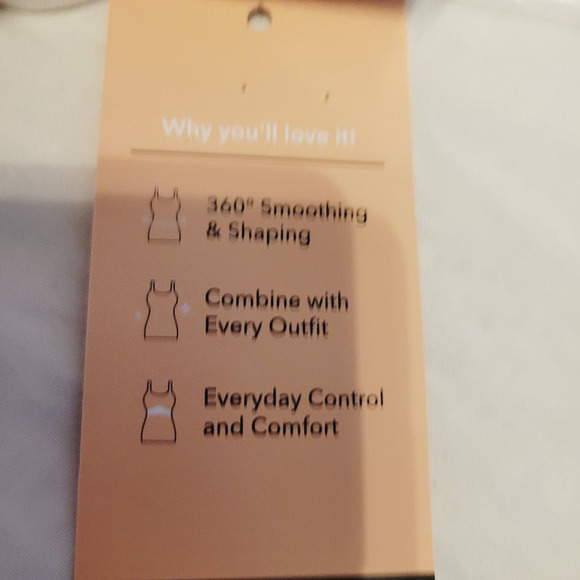 Why you'll love it!
360° Smoothing
& Shaping
Combine with
Every Outfit
Everyday Control
and Comfort